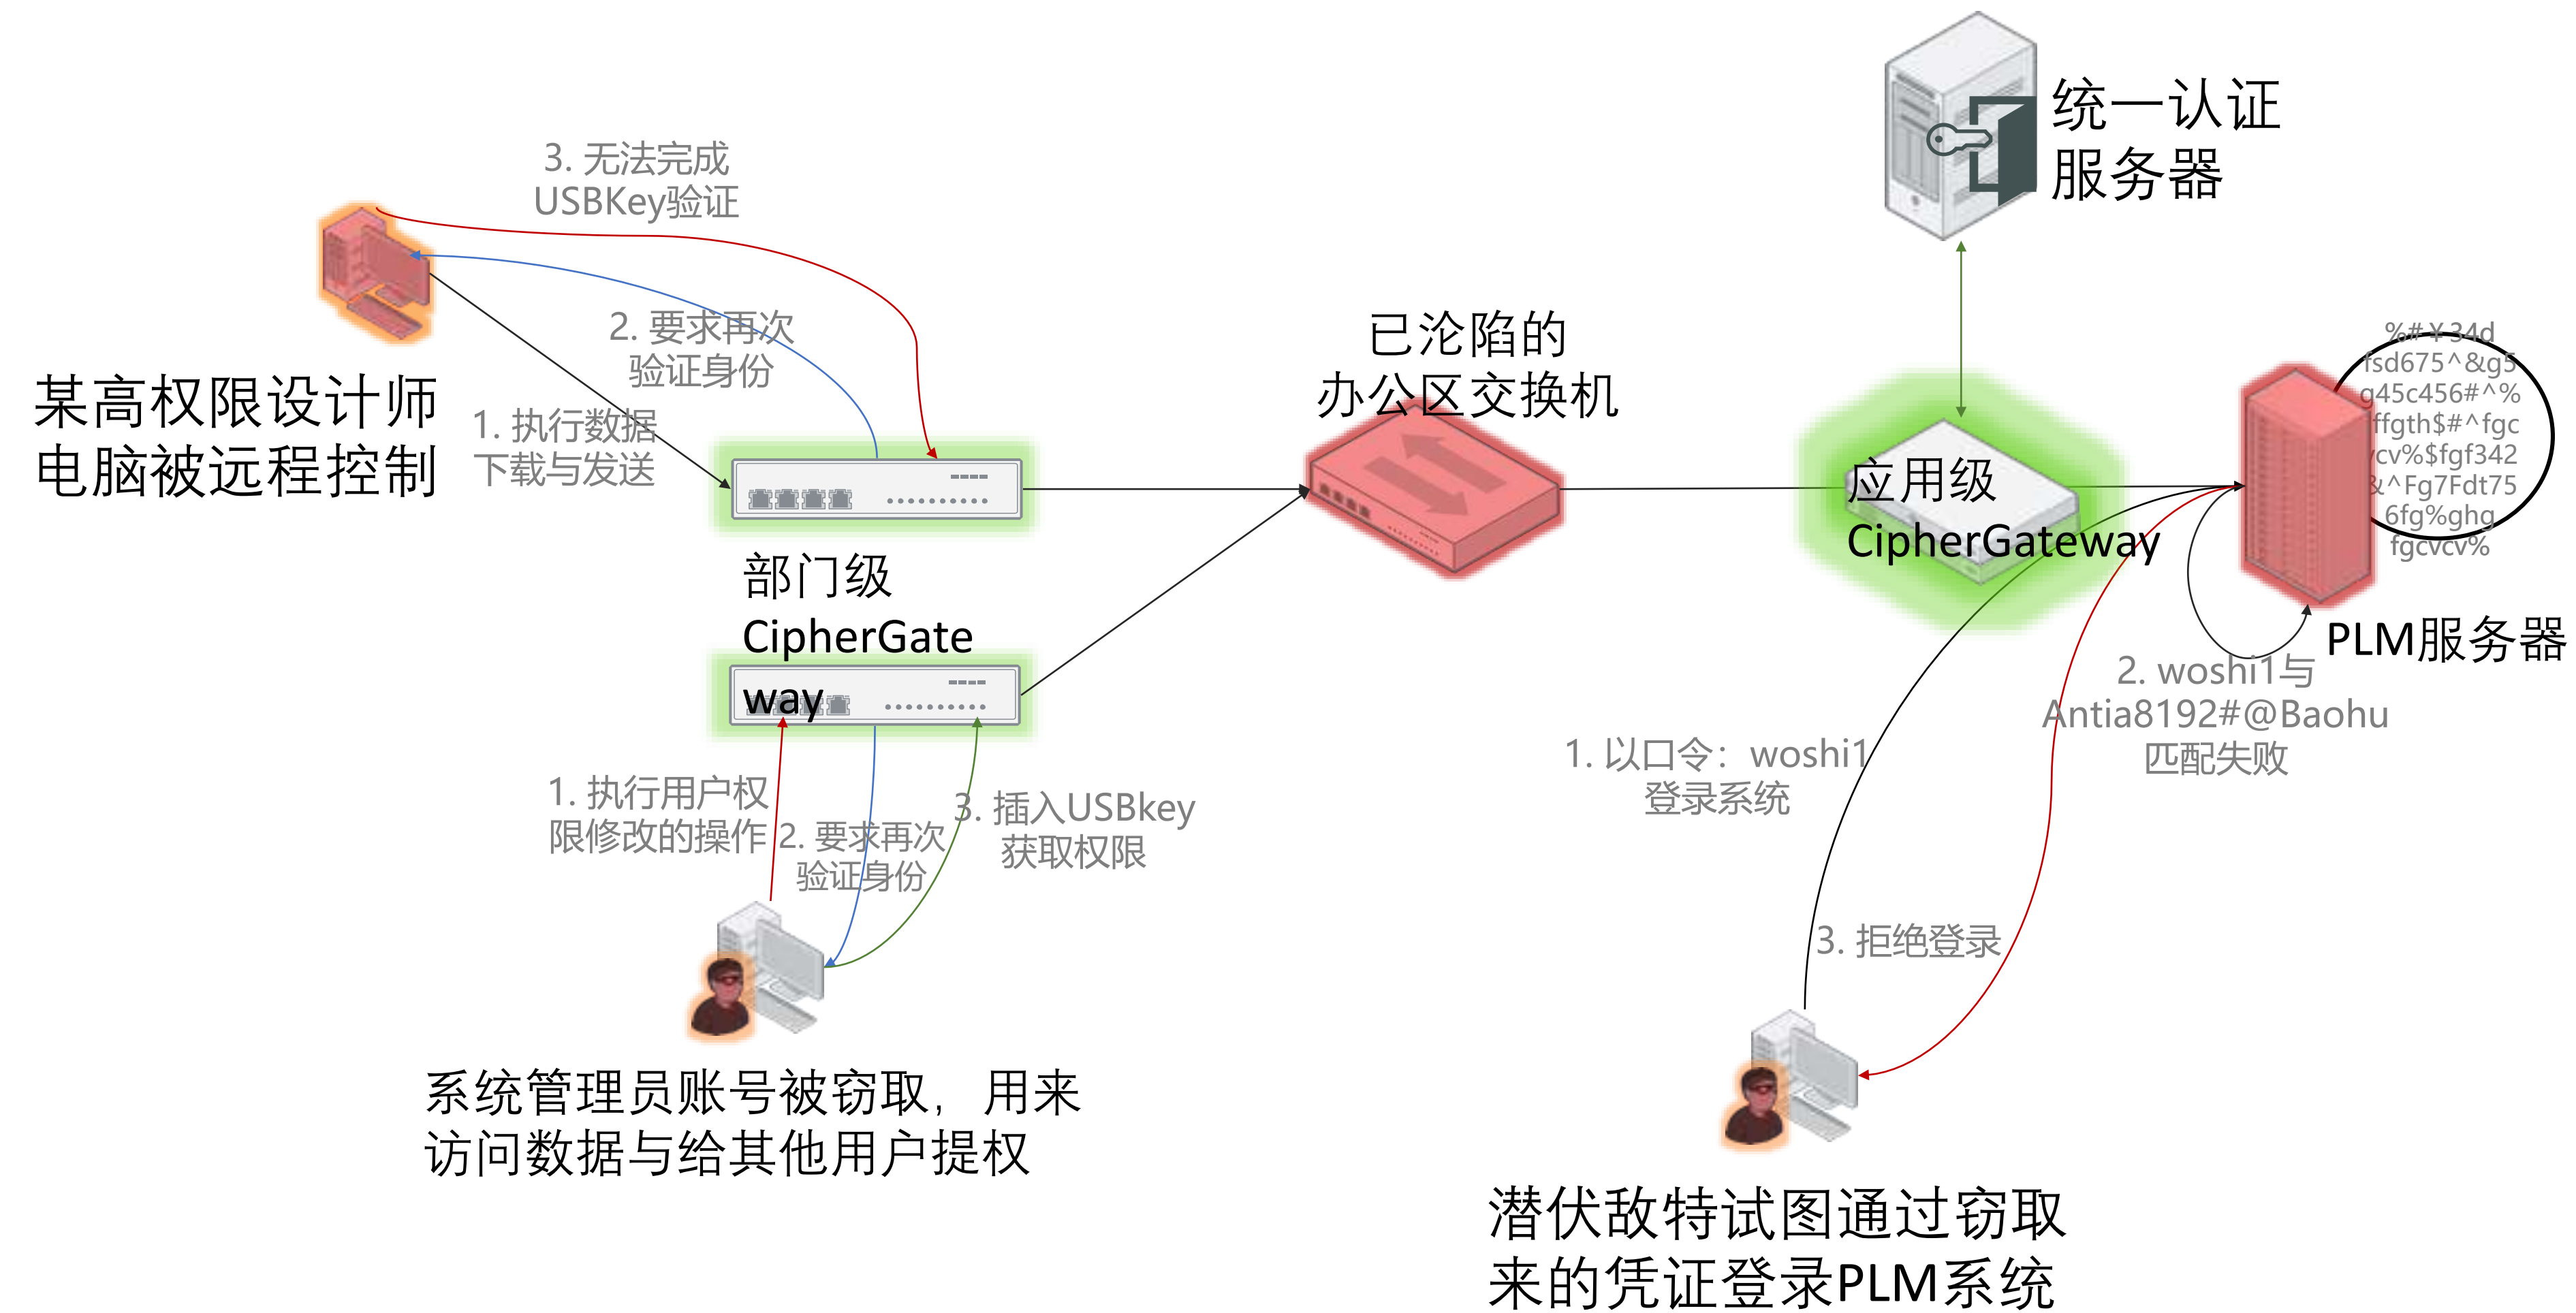 统一认证
服务器
3. 无法完成
USBKey验证
2. 要求再次
验证身份
某高权限设计师
电脑被远程控制
1. 执行数据
下载与发送
已沦陷的
办公区交换机
应用级
CipherGateway
%#￥34d
fsd675^&g5
g45c456#^%
ffgth$#^fgc
vcv%$fgf342
&^Fg7Fdt75
6fg%ghg
fgcvcv%
PLM服务器
部门级
CipherGate
way
1. 执行用户权
限修改的操作
2. 要求再次
验证身份
3. 插入USBkey
获取权限
系统管理员账号被窃取，用来
访问数据与给其他用户提权
1. 以口令：woshi1
登录系统
2. woshi1与
Antia8192#@Baohu
匹配失败
3. 拒绝登录
潜伏敌特试图通过窃取
来的凭证登录PLM系统